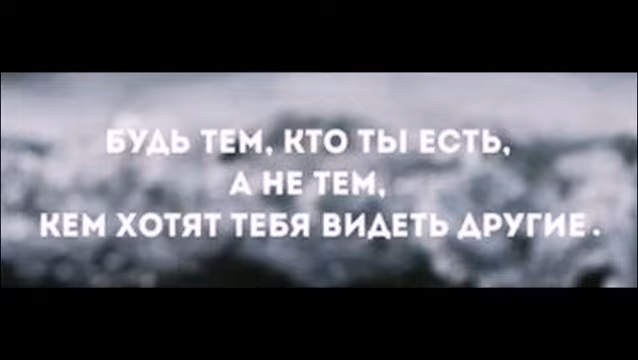 БУДЬ ТЕМ, КТО ТЫ ЕСТЬ,
А НЕ ТЕМ,
КЕМ ХОТЯТ ТЕБЯ ВИДЕТЬ ДРУГИЕ.